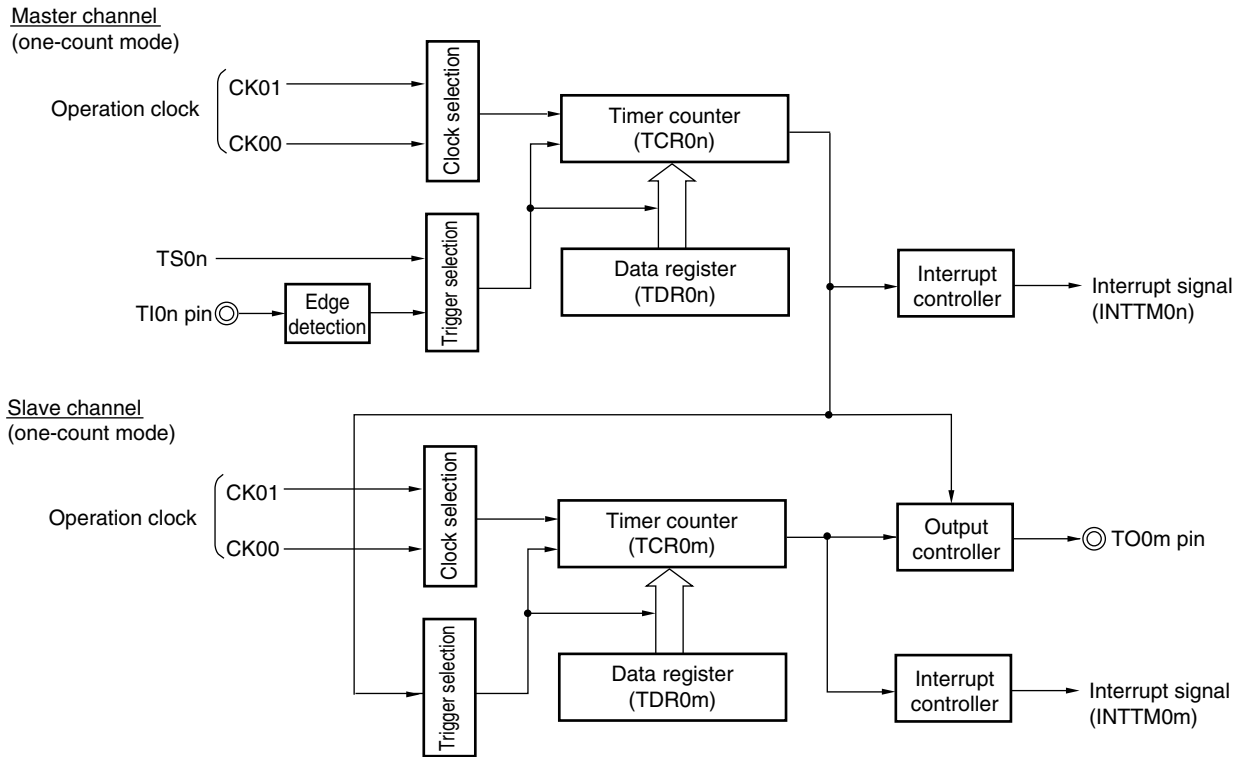 Master channel
(one-count mode)
Operation clock
CK01
CK00
Clock selection
Timer counter
(TCR0n)
TS0n
TI0n pin
Edge
detection
Trigger selection
Data register
(TDR0n)
Interrupt
controller
Interrupt signal
(INTTM0n)
Slave channel
(one-count mode)
Operation clock
CK01
CK00
Clock selection
Timer counter
(TCR0m)
Output
controller
TO0m pin
Trigger selection
Data register
(TDR0m)
Interrupt
controller
Interrupt signal
(INTTM0m)